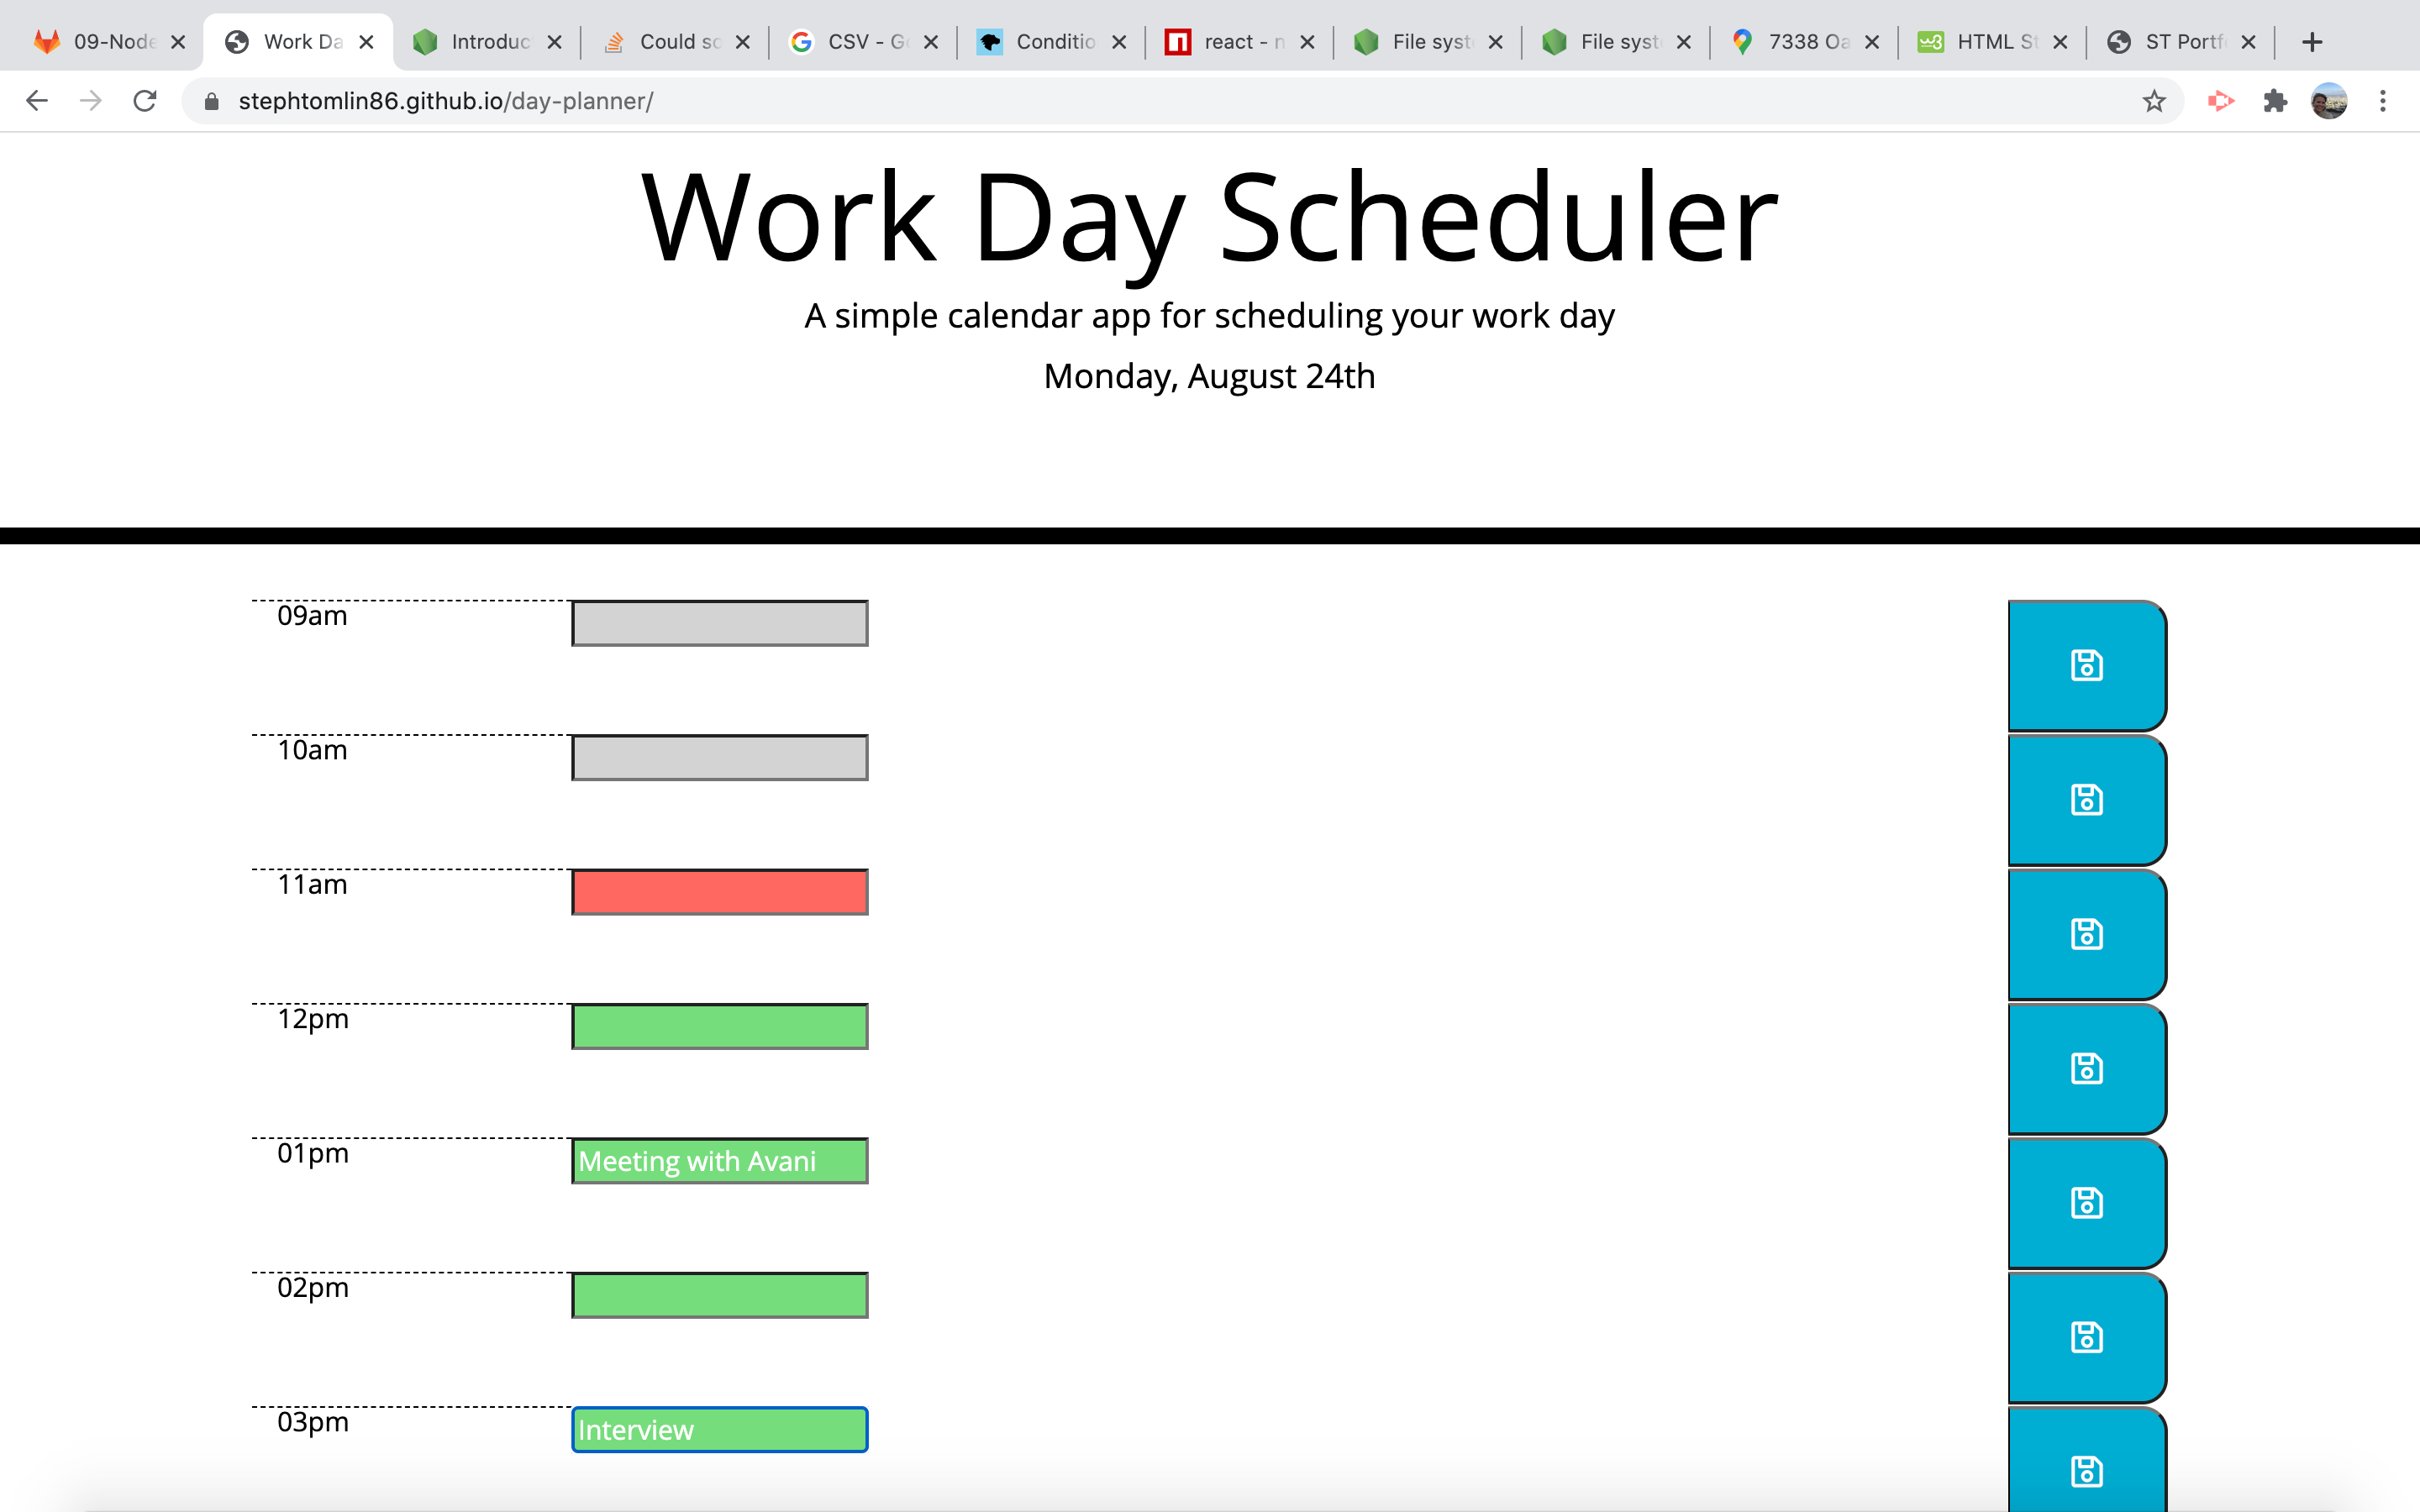 09-Node
Work Da
Introduc
Could so
CSV - G
Conditio
react - n
File syst
File syst
7338 Oa
HTML St
ST Portf
stephtomlin86.github.io/day-planner/
Work Day Scheduler
A simple calendar app for scheduling your work day
Monday, August 24th
09am
10am
11am
12pm
01pm Meeting with Avani
02pm
03pm Interview